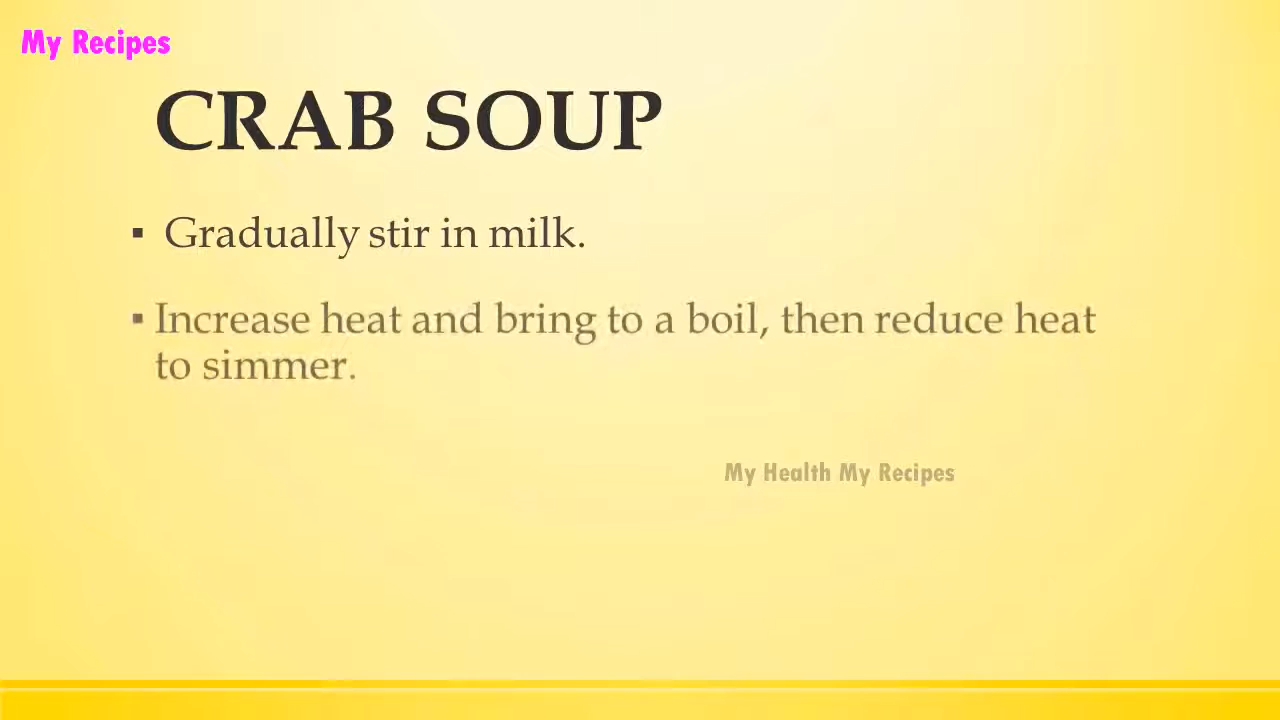 My Recipes
CRAB SOUP
▪ Gradually stir in milk.
▪ Increase heat and bring to a boil, then reduce heat
to simmer.
My Health My Recipes